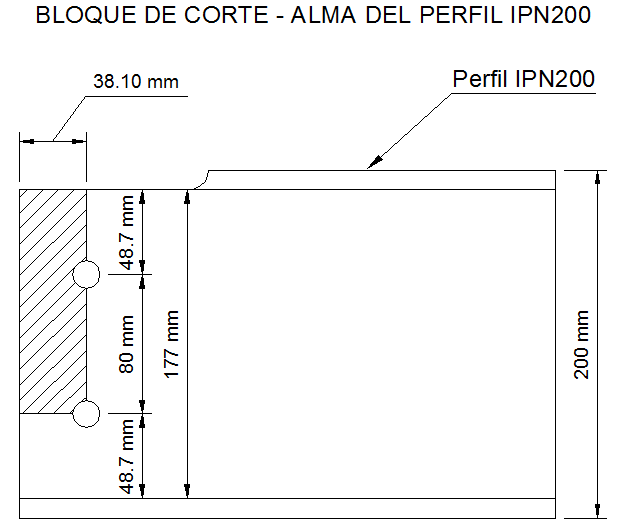 BLOQUE DE CORTE - ALMA DEL PERFIL IPN200
38.10 mm
Perfil IPN200
48.7 mm
80 mm
177 mm
200 mm
48.7 mm